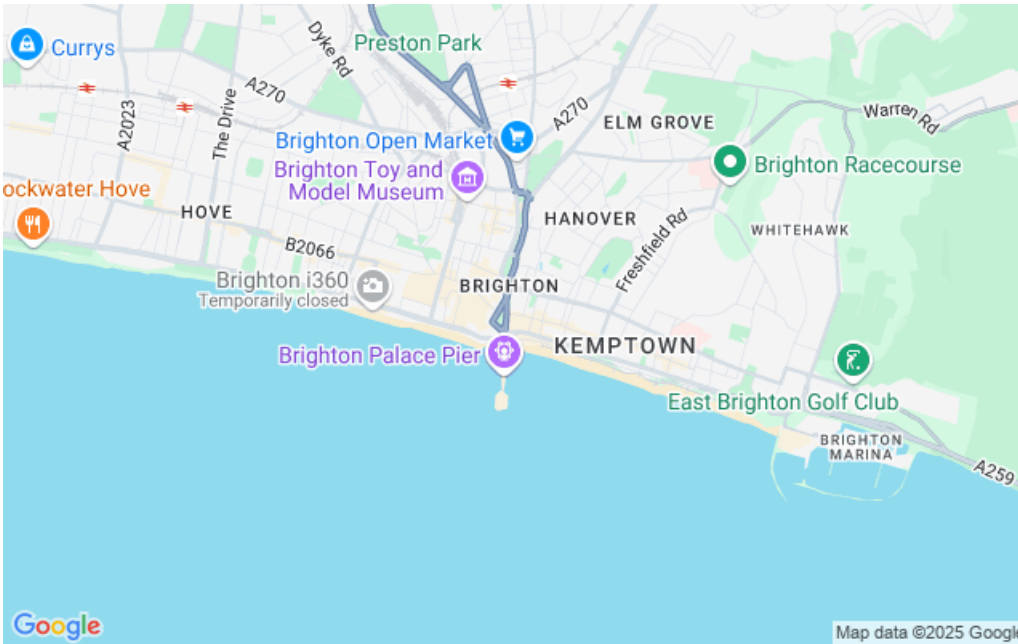 Currys
Dyke Rd
Preston Park
A270
A2023
The Drive
A270
ELM GROVE
Warren Rd
Brighton Open Market
Brighton Toy and
Model Museum
Brighton Racecourse
ockwater Hove
HOVE
HANOVER
Freshfield Rd
WHITEHAWK
B2066
Brighton i360
Temporarily closed
BRIGHTON
Brighton Palace Pier
KEMPTOWN
East Brighton Golf Club
BRIGHTON
MARINA
A259
Google
Map data ©2025 Google